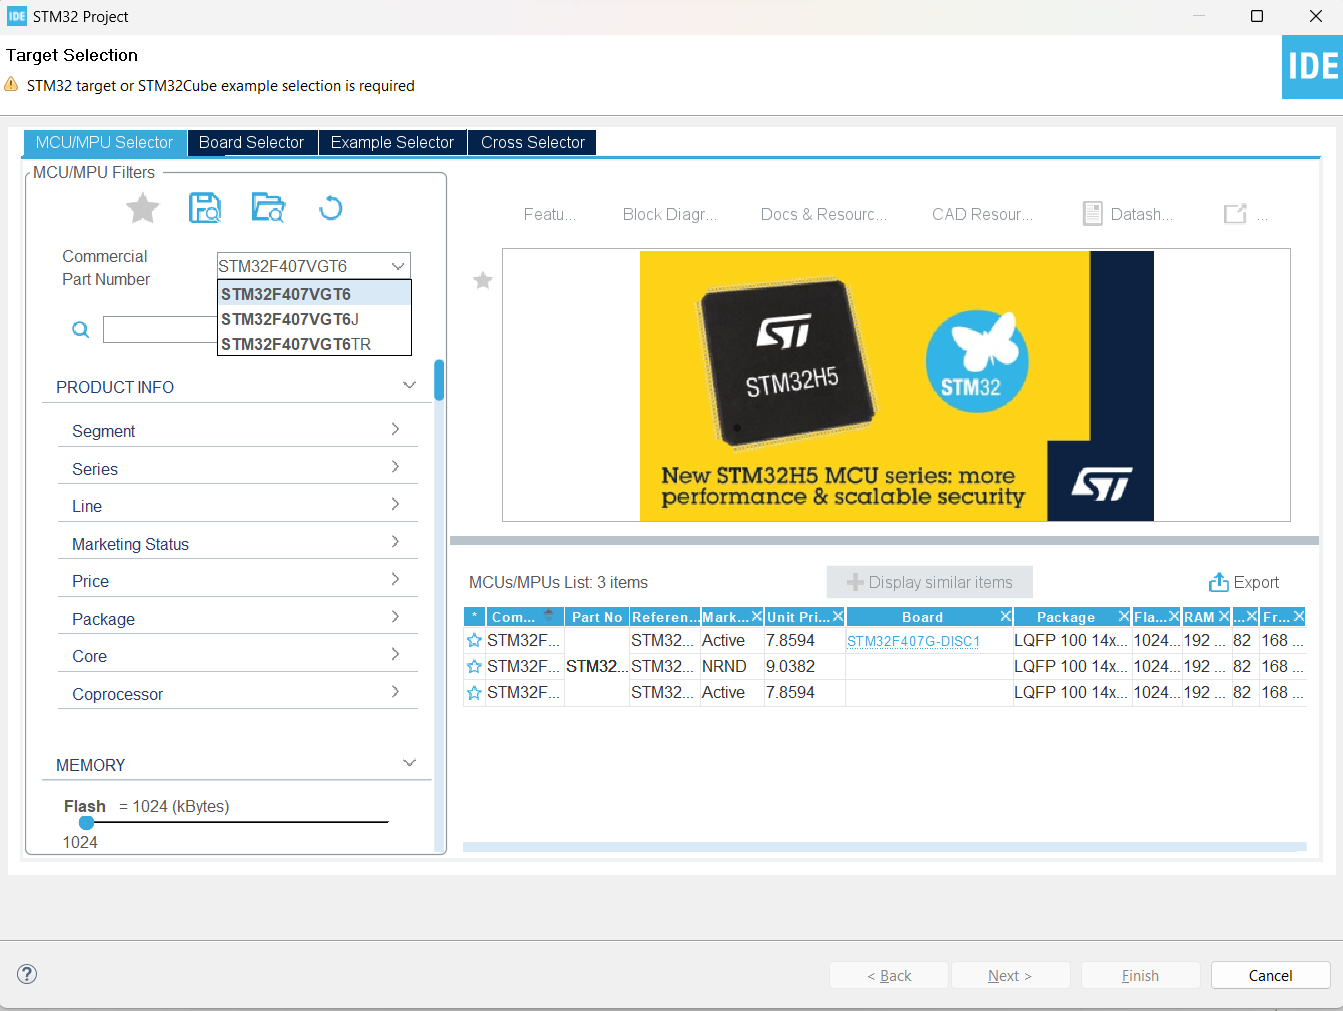 IDE STM32 Project
Target Selection
STM32 target or STM32Cube example selection is required
IDE
MCU/MPU Selector Board Selector Example Selector Cross Selector
MCU/MPU Filters
Commercial
Part Number
STM32F407VGT6
STM32F407VGT6
STM32F407VGT6J
STM32F407VGT6TR
PRODUCT INFO
Segment
Series
Line
Marketing Status
Price
Package
Core
Coprocessor
MEMORY
Flash = 1024 (kBytes)
1024
Featu... Block Diagr... Docs & Resourc... CAD Resour... Datash... ...
ST
STM32H5
STM32
New STM32H5 MCU series: more
performance & scalable security
ST
MCUs/MPUs List: 3 items Display similar items Export
* Com... Part No Referen... Mark... Unit Pri... Board Package Fla... RAM ... Fr...
STM32F... STM32... Active 7.8594 STM32F407G-DISC1 LQFP 100 14x... 1024... 192 ... 82 168 ...
STM32F... STM32... STM32... NRND 9.0382 LQFP 100 14x... 1024... 192 ... 82 168 ...
STM32F... STM32... Active 7.8594 LQFP 100 14x... 1024... 192 ... 82 168 ...
? < Back Next > Finish Cancel